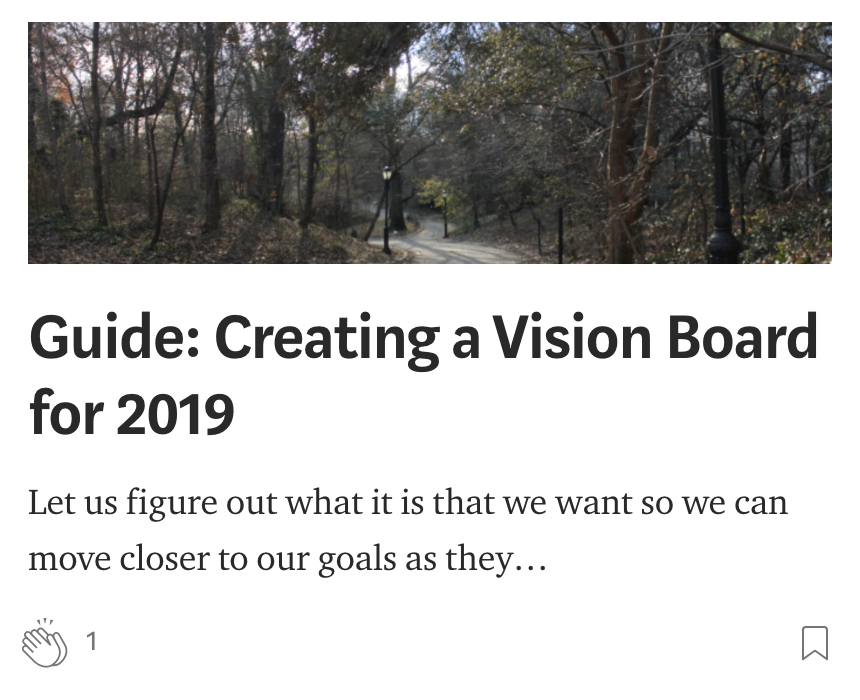 Guide: Creating a Vision Board
for 2019
Let us figure out what it is that we want so we can
move closer to our goals as they…
1